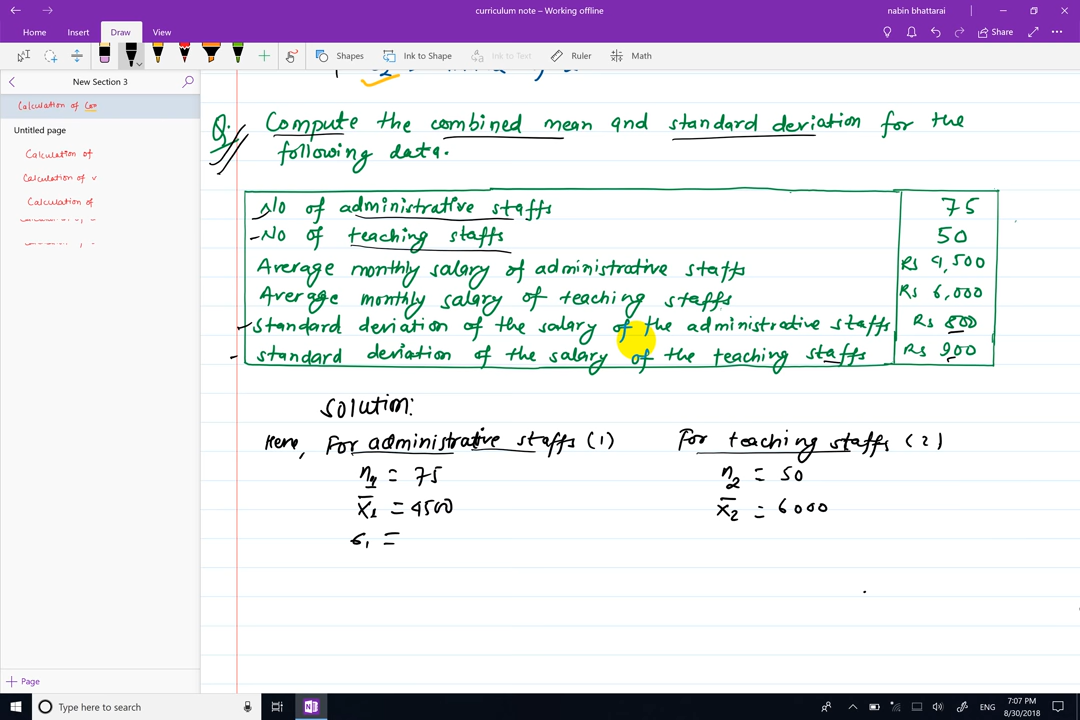 curriculum note – Working offline
nabin bhattarai
Home Insert Draw View
Share
Shapes Ink to Shape Ink to Text Ruler Math
New Section 3
Calculation of Com
Untitled page
Calculation of
Calculation of v
Calculation of
Q. Compute the combined mean and standard deviation for the
following data.
No of administrative staffs 75
No of teaching staffs 50
Average monthly salary of administrative staffs Rs 4,500
Average monthly salary of teaching staffs Rs 6,000
Standard deviation of the salary of the administrative staffs Rs 800
standard deviation of the salary of the teaching staffs Rs 900
Solution:
Here, For administrative staffs (1) For teaching staffs (2)
n1 = 75 n2 = 50
x̄1 = 4500 x̄2 = 6000
σ1 =
Page
Type here to search
ENG
7:07 PM
8/30/2018